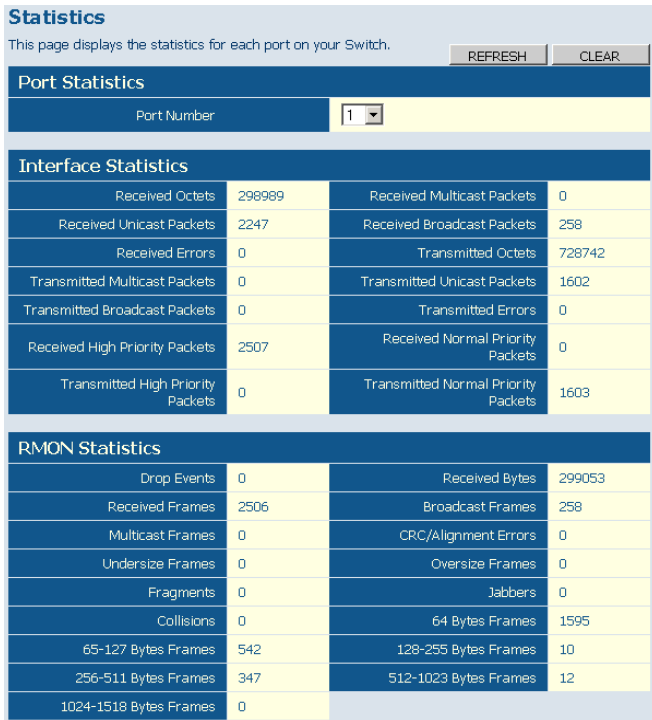 Statistics
This page displays the statistics for each port on your Switch.
REFRESH CLEAR
Port Statistics
Port Number 1
Interface Statistics
Received Octets 298989 Received Multicast Packets 0
Received Unicast Packets 2247 Received Broadcast Packets 258
Received Errors 0 Transmitted Octets 728742
Transmitted Multicast Packets 0 Transmitted Unicast Packets 1602
Transmitted Broadcast Packets 0 Transmitted Errors 0
Received High Priority Packets 2507 Received Normal Priority
Packets 0
Transmitted High Priority
Packets 0 Transmitted Normal Priority
Packets 1603
RMON Statistics
Drop Events 0 Received Bytes 299053
Received Frames 2506 Broadcast Frames 258
Multicast Frames 0 CRC/Alignment Errors 0
Undersize Frames 0 Oversize Frames 0
Fragments 0 Jabbers 0
Collisions 0 64 Bytes Frames 1595
65-127 Bytes Frames 542 128-255 Bytes Frames 10
256-511 Bytes Frames 347 512-1023 Bytes Frames 12
1024-1518 Bytes Frames 0